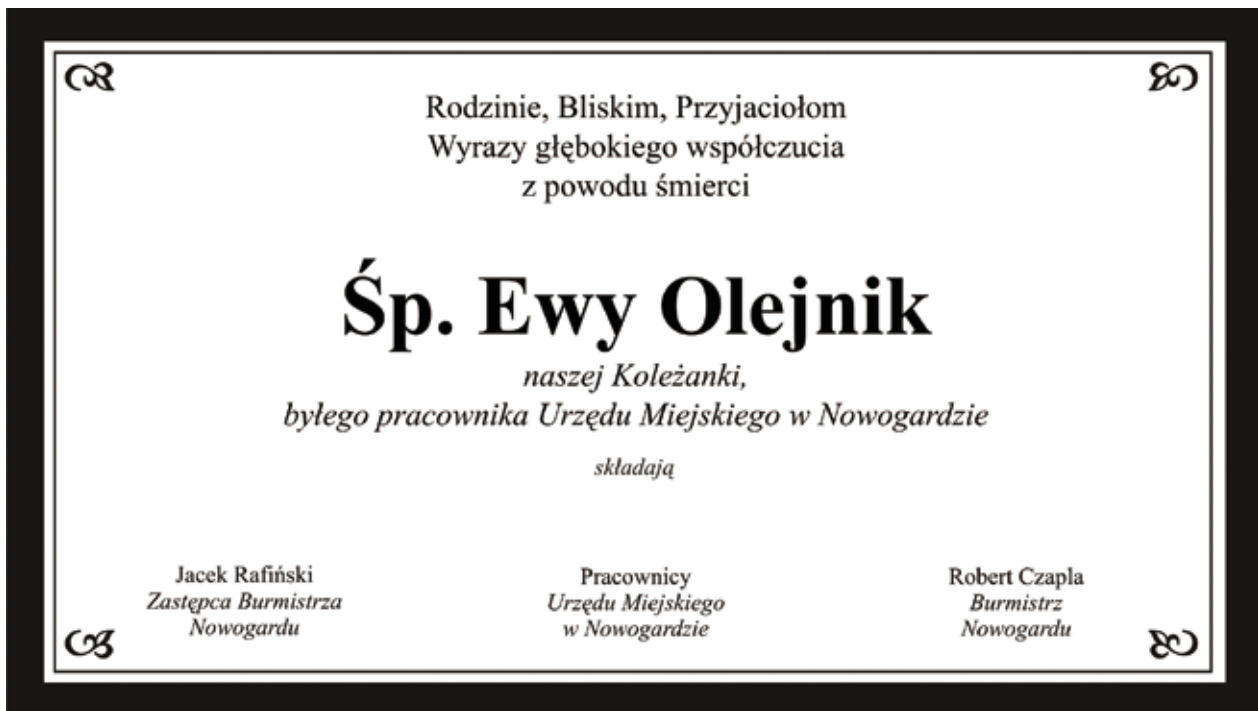 Rodzinie, Bliskim, Przyjaciołom
Wyrazy głębokiego współczucia
z powodu śmierci
Śp. Ewy Olejnik
naszej Koleżanki,
byłego pracownika Urzędu Miejskiego w Nowogardzie
składają
Jacek Rafiński
Zastępca Burmistrza
Nowogardu
Pracownicy
Urzędu Miejskiego
w Nowogardzie
Robert Czapla
Burmistrz
Nowogardu